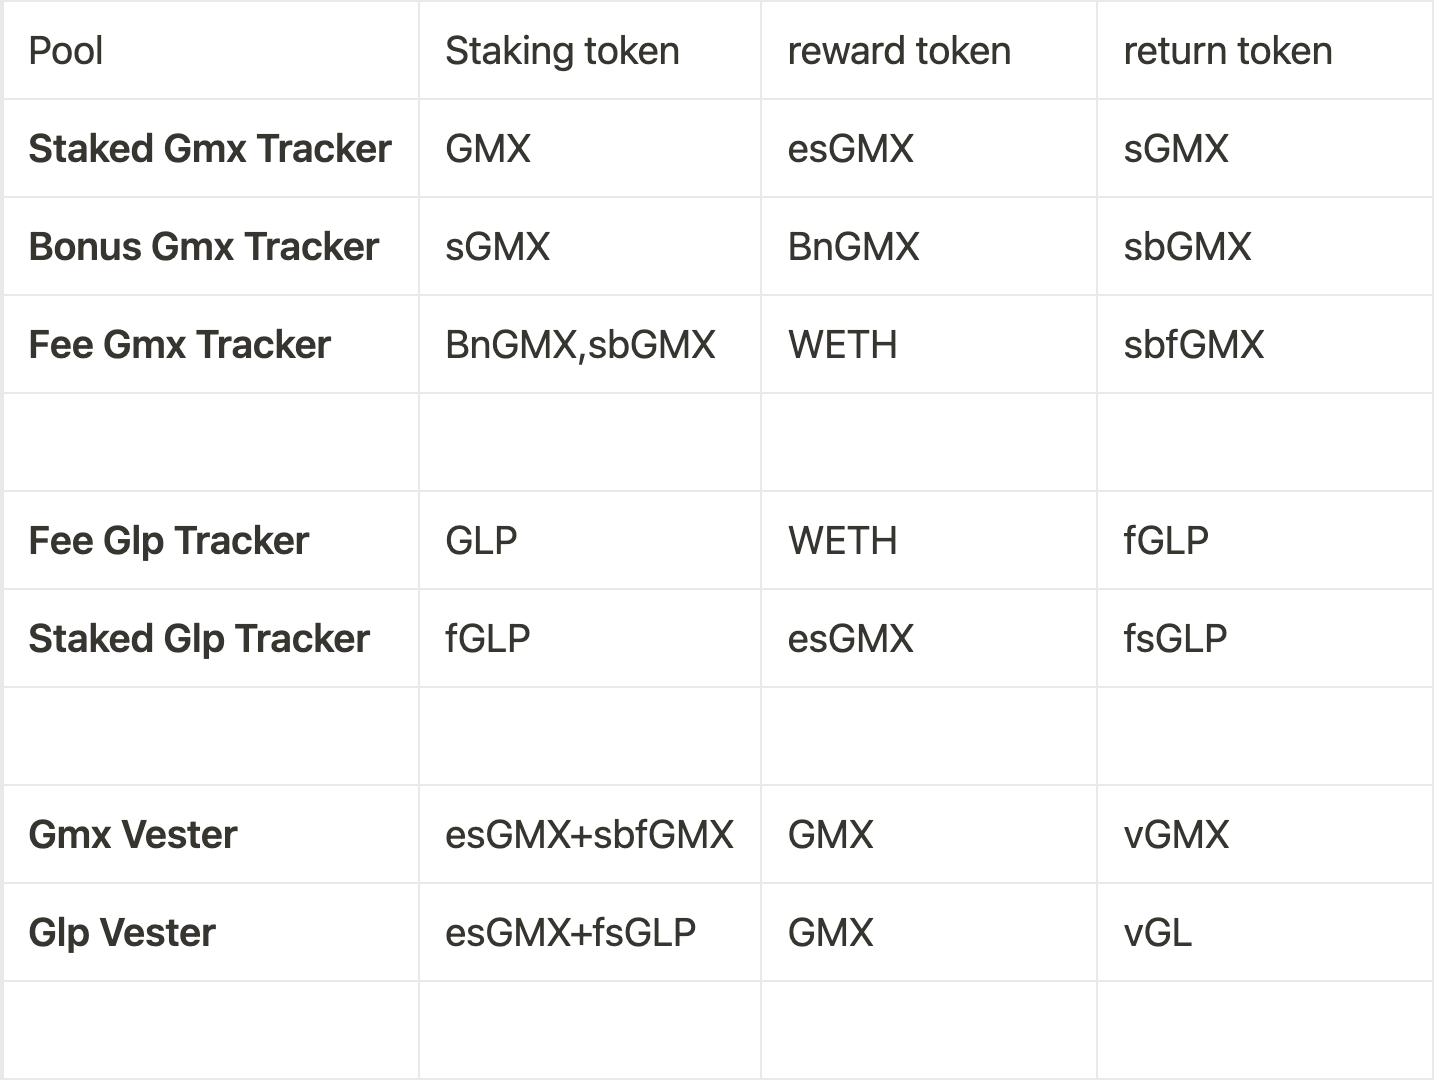 Pool Staking token reward token return token
Staked Gmx Tracker GMX esGMX sGMX
Bonus Gmx Tracker sGMX BnGMX sbGMX
Fee Gmx Tracker BnGMX,sbGMX WETH sbfGMX
Fee Glp Tracker GLP WETH fGLP
Staked Glp Tracker fGLP esGMX fsGLP
Gmx Vester esGMX+sbfGMX GMX vGMX
Glp Vester esGMX+fsGLP GMX vGL